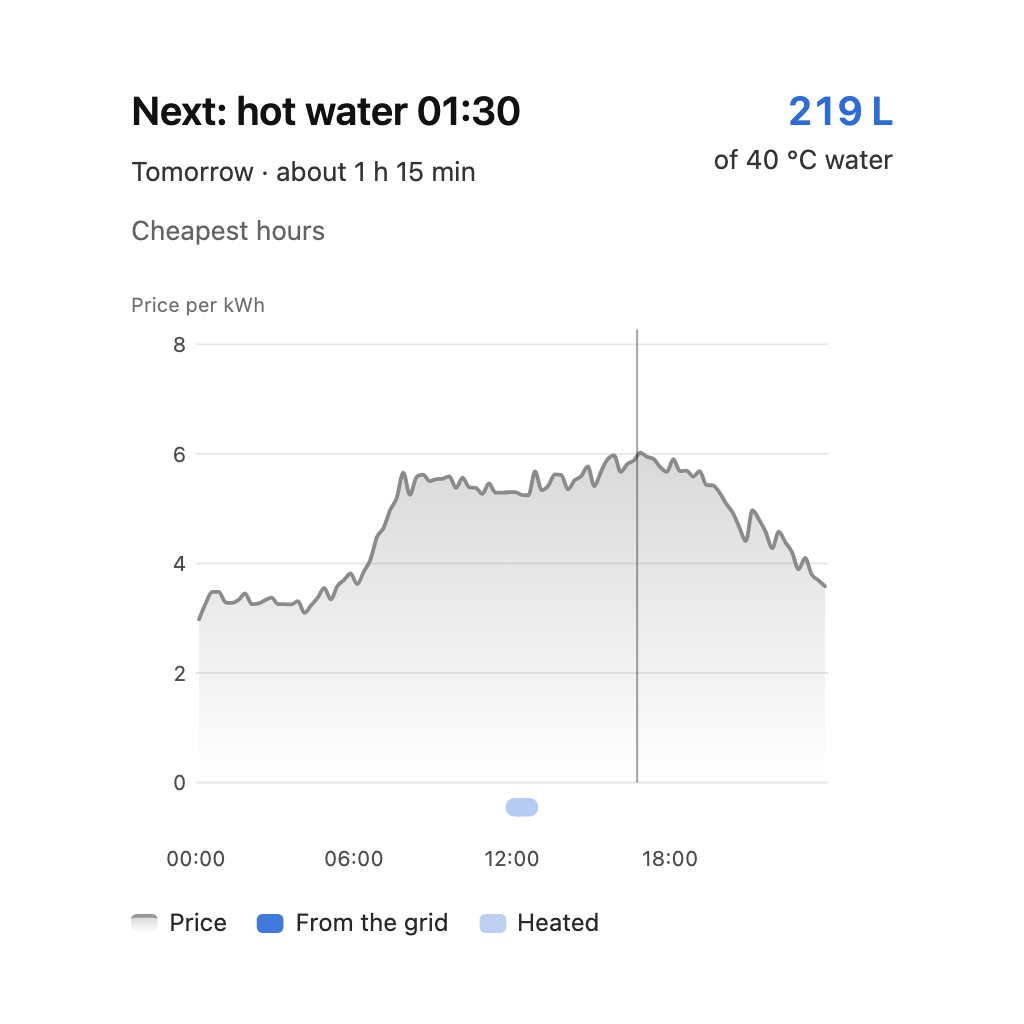 Next: hot water 01:30
219 L
Tomorrow · about 1 h 15 min
of 40 °C water
Cheapest hours
Price per kWh
8
6
4
2
0
00:00 06:00 12:00 18:00
Price From the grid Heated